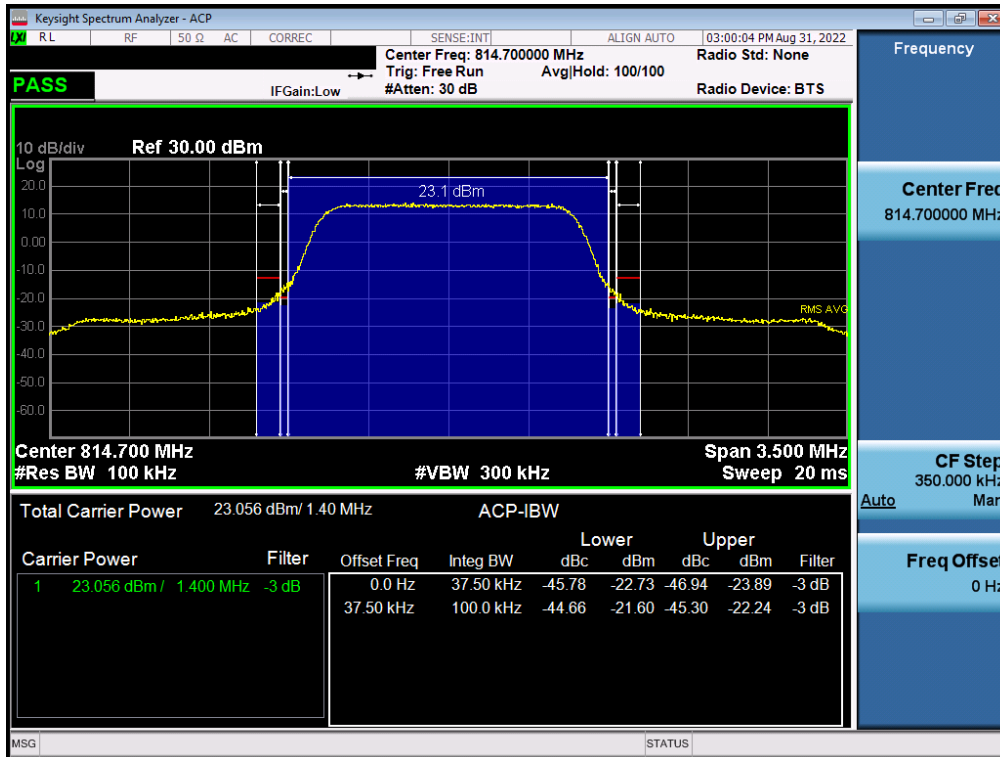 Keysight Spectrum Analyzer - ACP
LXI RL RF 50 Ω AC CORREC SENSE:INT ALIGN AUTO 03:00:04 PM Aug 31, 2022
Center Freq: 814.700000 MHz Radio Std: None
Trig: Free Run Avg|Hold: 100/100
PASS IFGain:Low #Atten: 30 dB Radio Device: BTS
10 dB/div Ref 30.00 dBm
Log
23.1 dBm
20.0
10.0
0.00
-10.0
-20.0
-30.0
-40.0
-50.0
-60.0
RMS AVG
Center 814.700 MHz Span 3.500 MHz
#Res BW 100 kHz #VBW 300 kHz Sweep 20 ms
Total Carrier Power 23.056 dBm/ 1.40 MHz ACP-IBW
Lower Upper
Carrier Power Filter Offset Freq Integ BW dBc dBm dBc dBm Filter
1 23.056 dBm / 1.400 MHz -3 dB 0.0 Hz 37.50 kHz -45.78 -22.73 -46.94 -23.89 -3 dB
37.50 kHz 100.0 kHz -44.66 -21.60 -45.30 -22.24 -3 dB
MSG STATUS
Frequency
Center Freq
814.700000 MHz
CF Step
350.000 kHz
Auto Man
Freq Offset
0 Hz